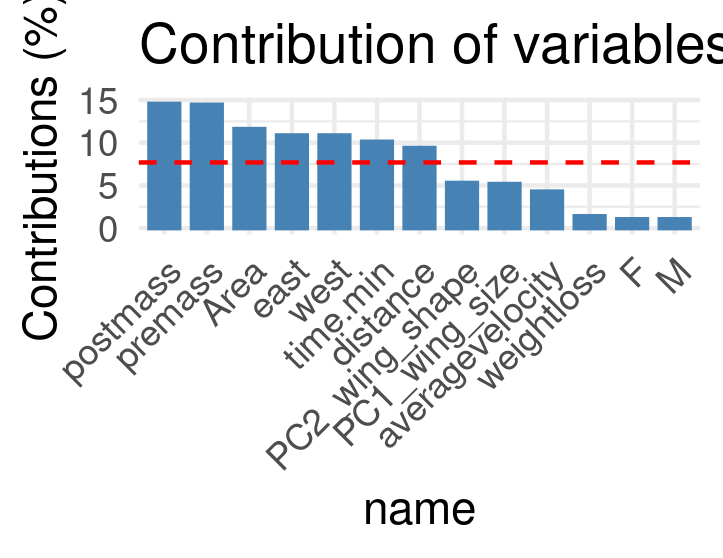 Contribution of variables
Contributions (%)
15
10
5
0
postmass
premass
Area
east
west
time.min
distance
PC2_wing_shape
PC1_wing_size
averagevelocity
weightloss
F
M
name